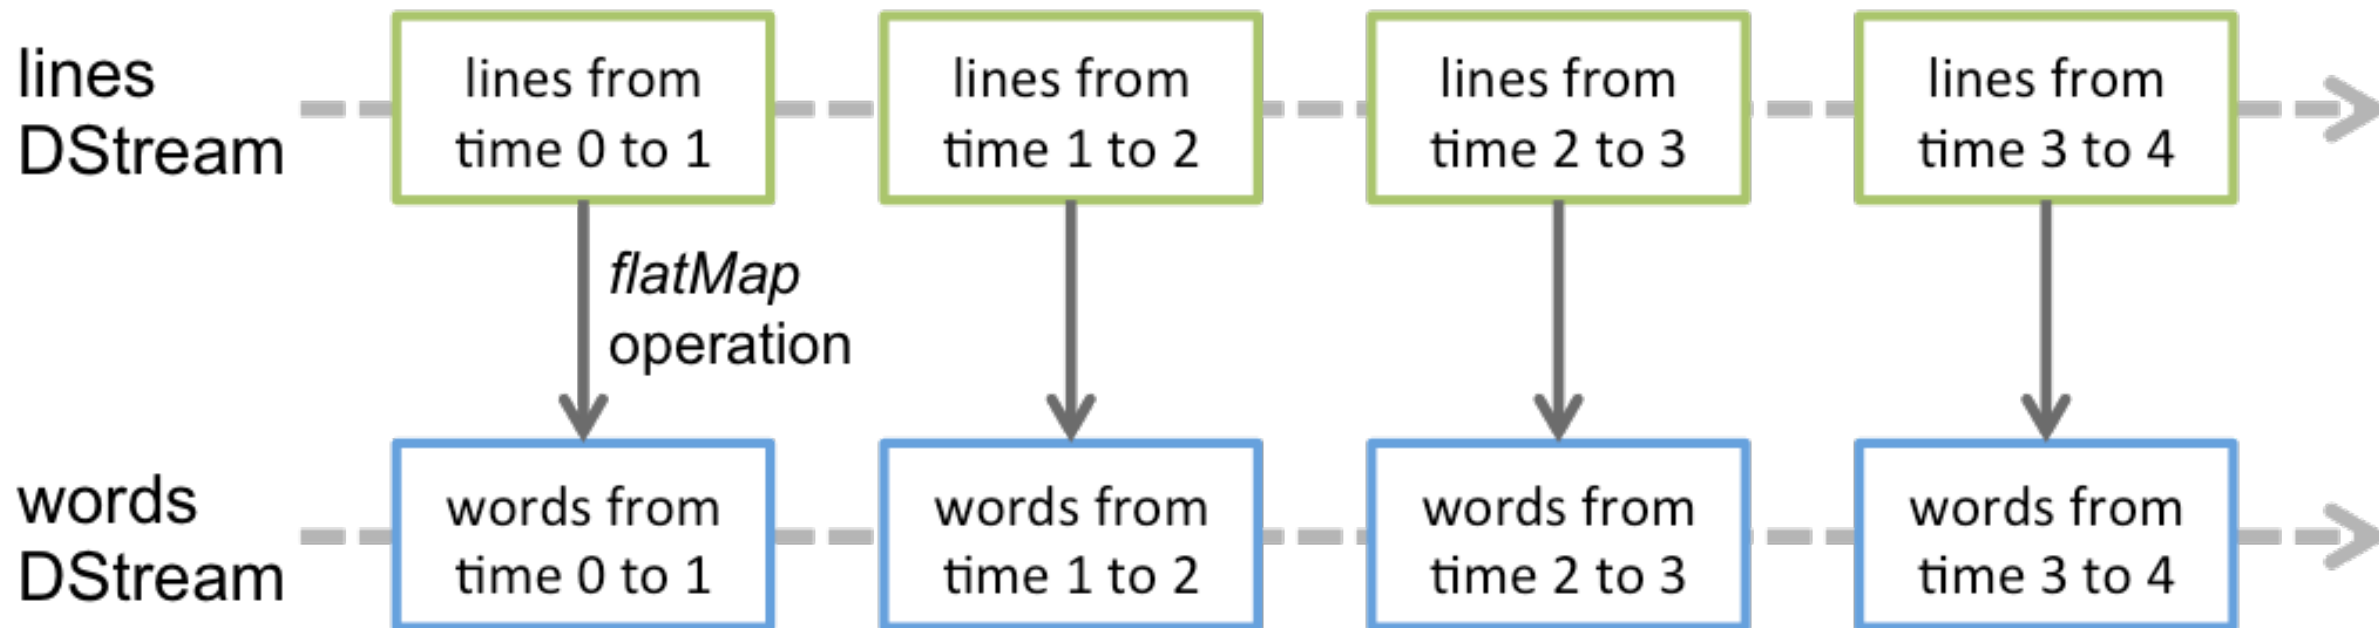 lines
DStream
lines from
time 0 to 1
lines from
time 1 to 2
lines from
time 2 to 3
lines from
time 3 to 4
flatMap
operation
words
DStream
words from
time 0 to 1
words from
time 1 to 2
words from
time 2 to 3
words from
time 3 to 4